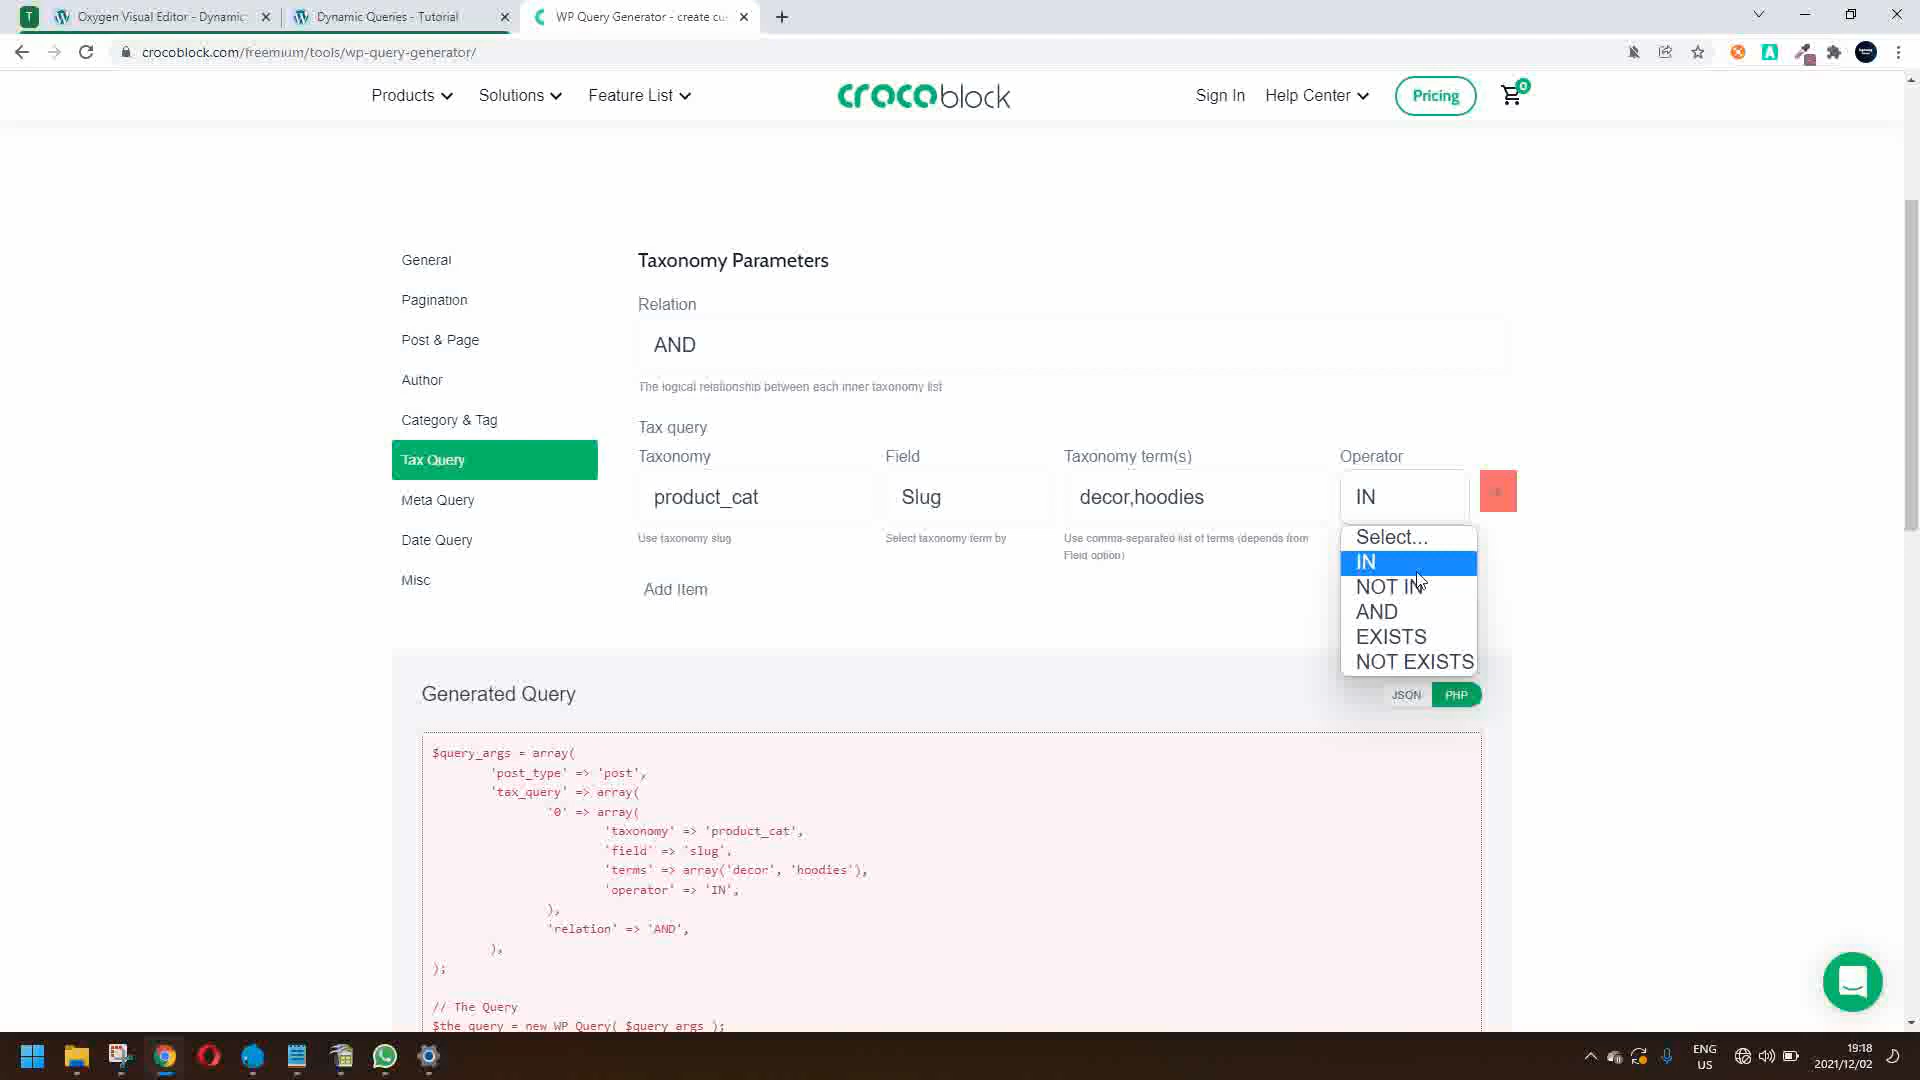 T
Oxygen Visual Editor - Dynamic
Dynamic Queries - Tutorial
WP Query Generator - create cu
crocoblock.com/freemium/tools/wp-query-generator/
Products
Solutions
Feature List
crocoblock
Sign In
Help Center
Pricing
0
General
Pagination
Post & Page
Author
Category & Tag
Tax Query
Meta Query
Date Query
Misc
Taxonomy Parameters
Relation
AND
The logical relationship between each inner taxonomy list
Tax query
Taxonomy
Field
Taxonomy term(s)
Operator
product_cat
Slug
decor,hoodies
IN
Use taxonomy slug
Select taxonomy term by
Use comma-separated list of terms (depends from
Field option)
Select...
IN
NOT IN
AND
EXISTS
NOT EXISTS
Add Item
Generated Query
JSON
PHP
$query_args = array(
'post_type' => 'post',
'tax_query' => array(
'0' => array(
'taxonomy' => 'product_cat',
'field' => 'slug',
'terms' => array('decor', 'hoodies'),
'operator' => 'IN',
),
'relation' => 'AND',
),
);
// The Query
$the_query = new WP_Query( $query_args );
ENG
US
19:18
2021/12/02